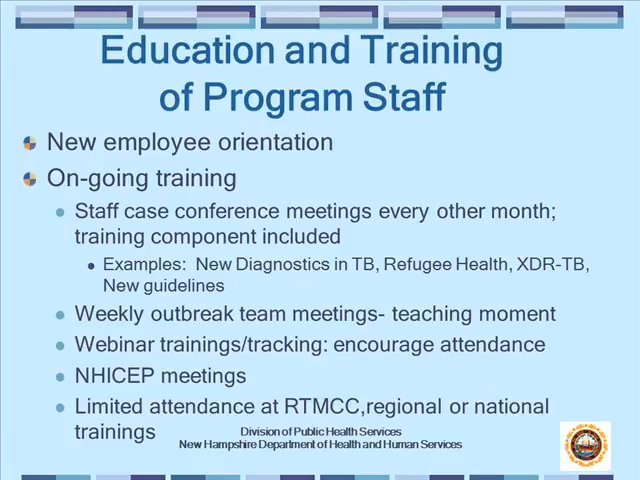 Education and Training
of Program Staff
New employee orientation
On-going training
Staff case conference meetings every other month;
training component included
Examples: New Diagnostics in TB, Refugee Health, XDR-TB,
New guidelines
Weekly outbreak team meetings- teaching moment
Webinar trainings/tracking: encourage attendance
NHICEP meetings
Limited attendance at RTMCC,regional or national
trainings
Division of Public Health Services
New Hampshire Department of Health and Human Services